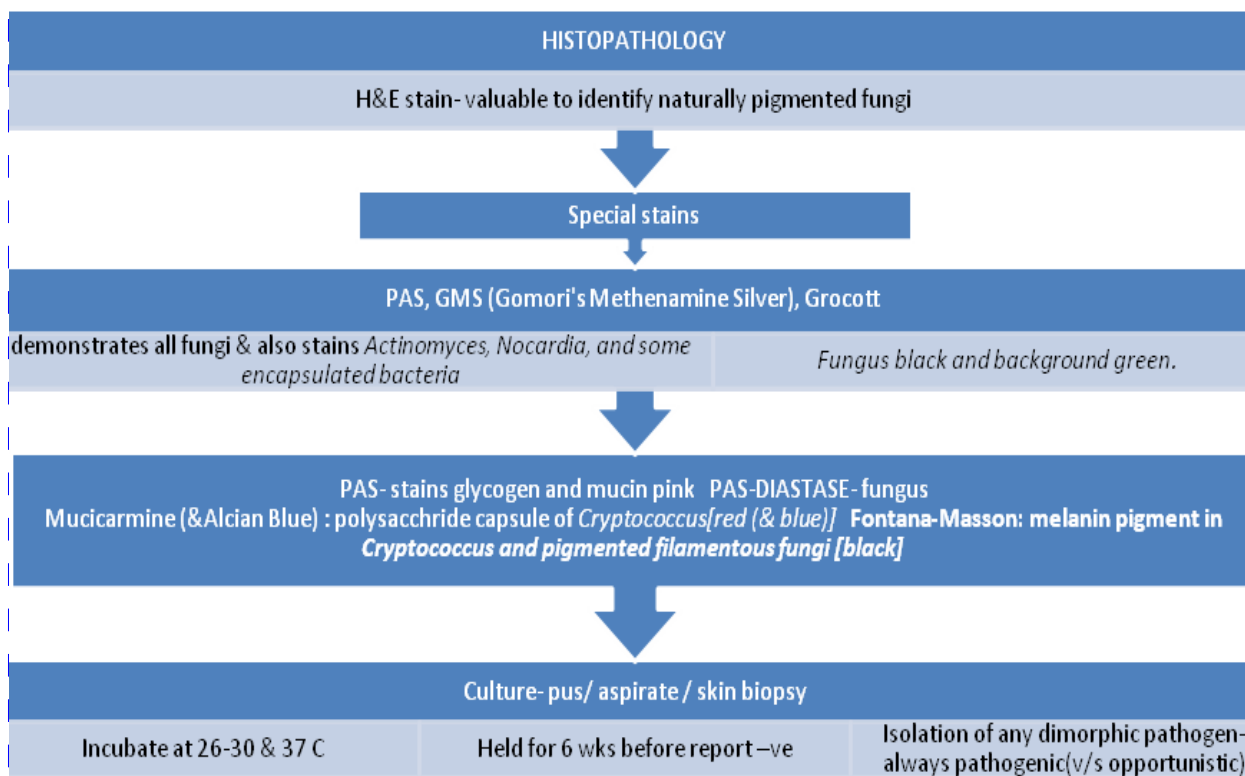 HISTOPATHOLOGY
H&E stain- valuable to identify naturally pigmented fungi
Special stains
PAS, GMS (Gomori's Methenamine Silver), Grocott
demonstrates all fungi & also stains Actinomyces, Nocardia, and some
encapsulated bacteria
Fungus black and background green.
PAS- stains glycogen and mucin pink PAS-DIASTASE- fungus
Mucicarmine (&Alcian Blue) : polysacchride capsule of Cryptococcus[red (& blue)] Fontana-Masson: melanin pigment in
Cryptococcus and pigmented filamentous fungi [black]
Culture- pus/ aspirate / skin biopsy
Incubate at 26-30 & 37 C
Held for 6 wks before report –ve
Isolation of any dimorphic pathogen-
always pathogenic(v/s opportunistic)